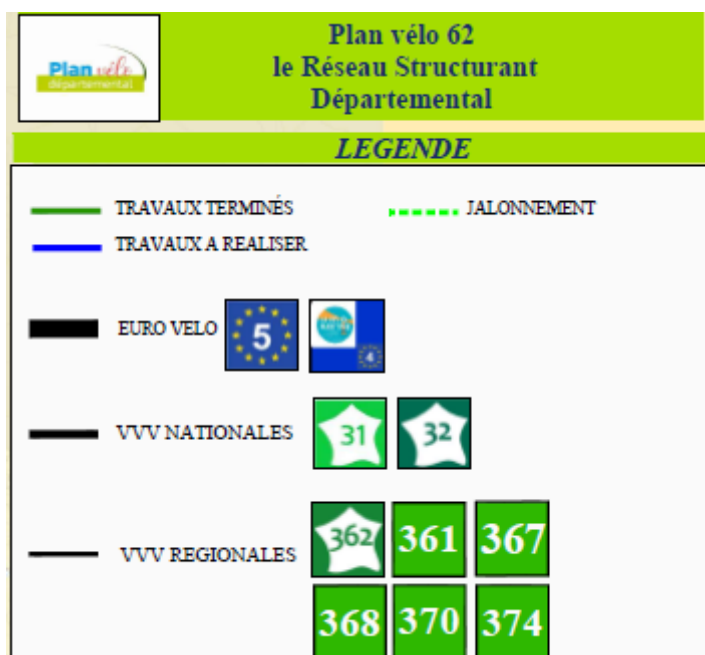 Plan vélo
départemental
Plan vélo 62
le Réseau Structurant
Départemental
LEGENDE
TRAVAUX TERMINÉS
JALONNEMENT
TRAVAUX A REALISER
EURO VELO
5
4
VVV NATIONALES
31
32
VVV REGIONALES
362
361
367
368
370
374